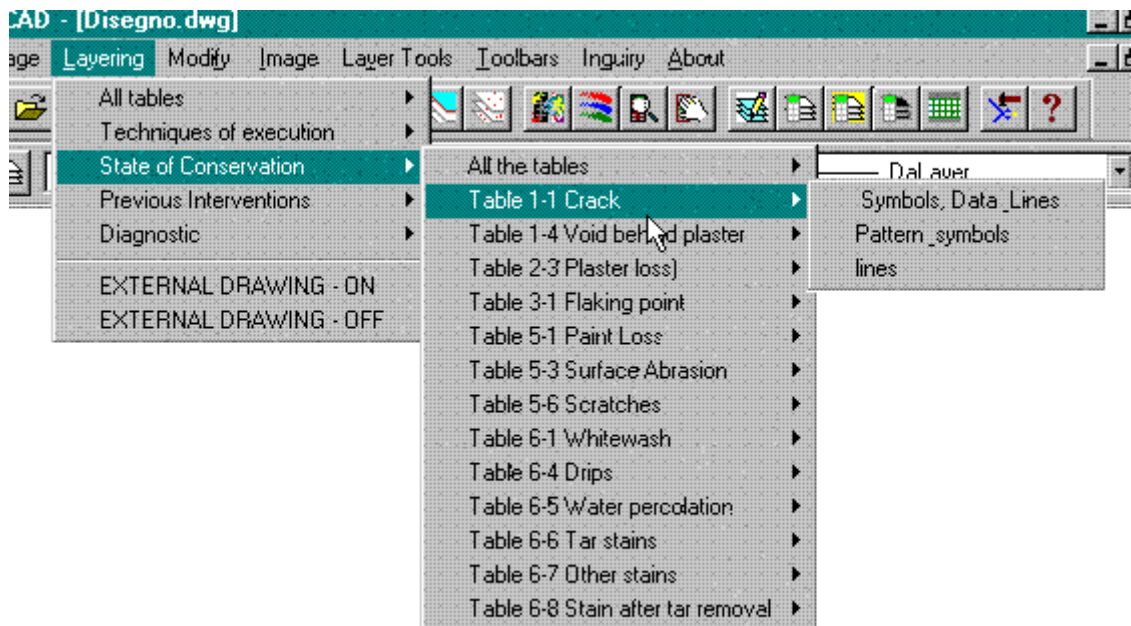 CAD - [Disegno.dwg]
age Layering Modify Image Layer Tools Toolbars Inguiry About
All tables
Techniques of execution
State of Conservation
Previous Interventions
Diagnostic
EXTERNAL DRAWING - ON
EXTERNAL DRAWING - OFF
All the tables
Table 1-1 Crack
Table 1-4 Void behind plaster
Table 2-3 Plaster loss)
Table 3-1 Flaking point
Table 5-1 Paint Loss
Table 5-3 Surface Abrasion
Table 5-6 Scratches
Table 6-1 Whitewash
Table 6-4 Drips
Table 6-5 Water percolation
Table 6-6 Tar stains
Table 6-7 Other stains
Table 6-8 Stain after tar removal
Symbols, Data_Lines
Pattern_symbols
lines